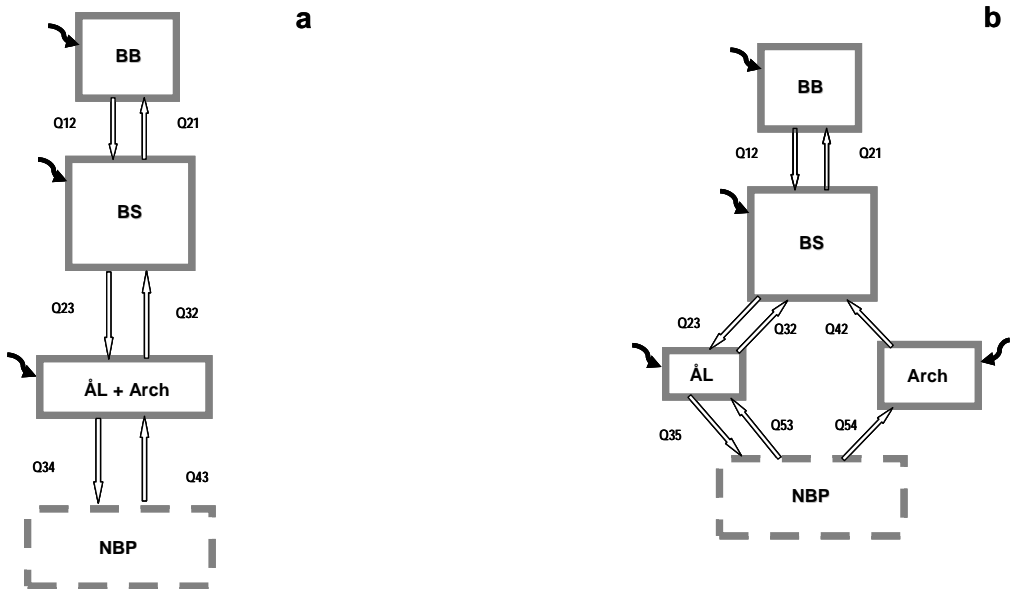 a
BB
Q12
Q21
BS
Q23
Q32
ÅL + Arch
Q34
Q43
NBP
b
BB
Q12
Q21
BS
Q23
Q32
Q42
ÅL
Arch
Q35
Q53
Q54
NBP